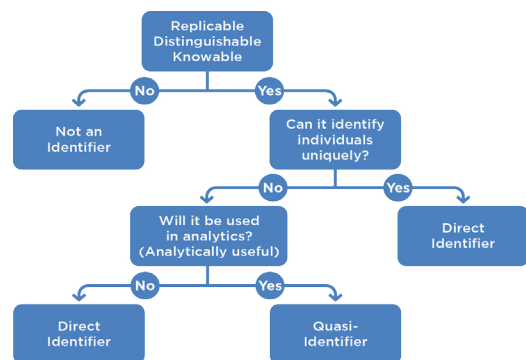 Replicable
Distinguishable
Knowable
No
Yes
Not an
Identifier
Can it identify
individuals
uniquely?
No
Yes
Will it be used
in analytics?
(Analytically useful)
Direct
Identifier
No
Yes
Direct
Identifier
Quasi-
Identifier